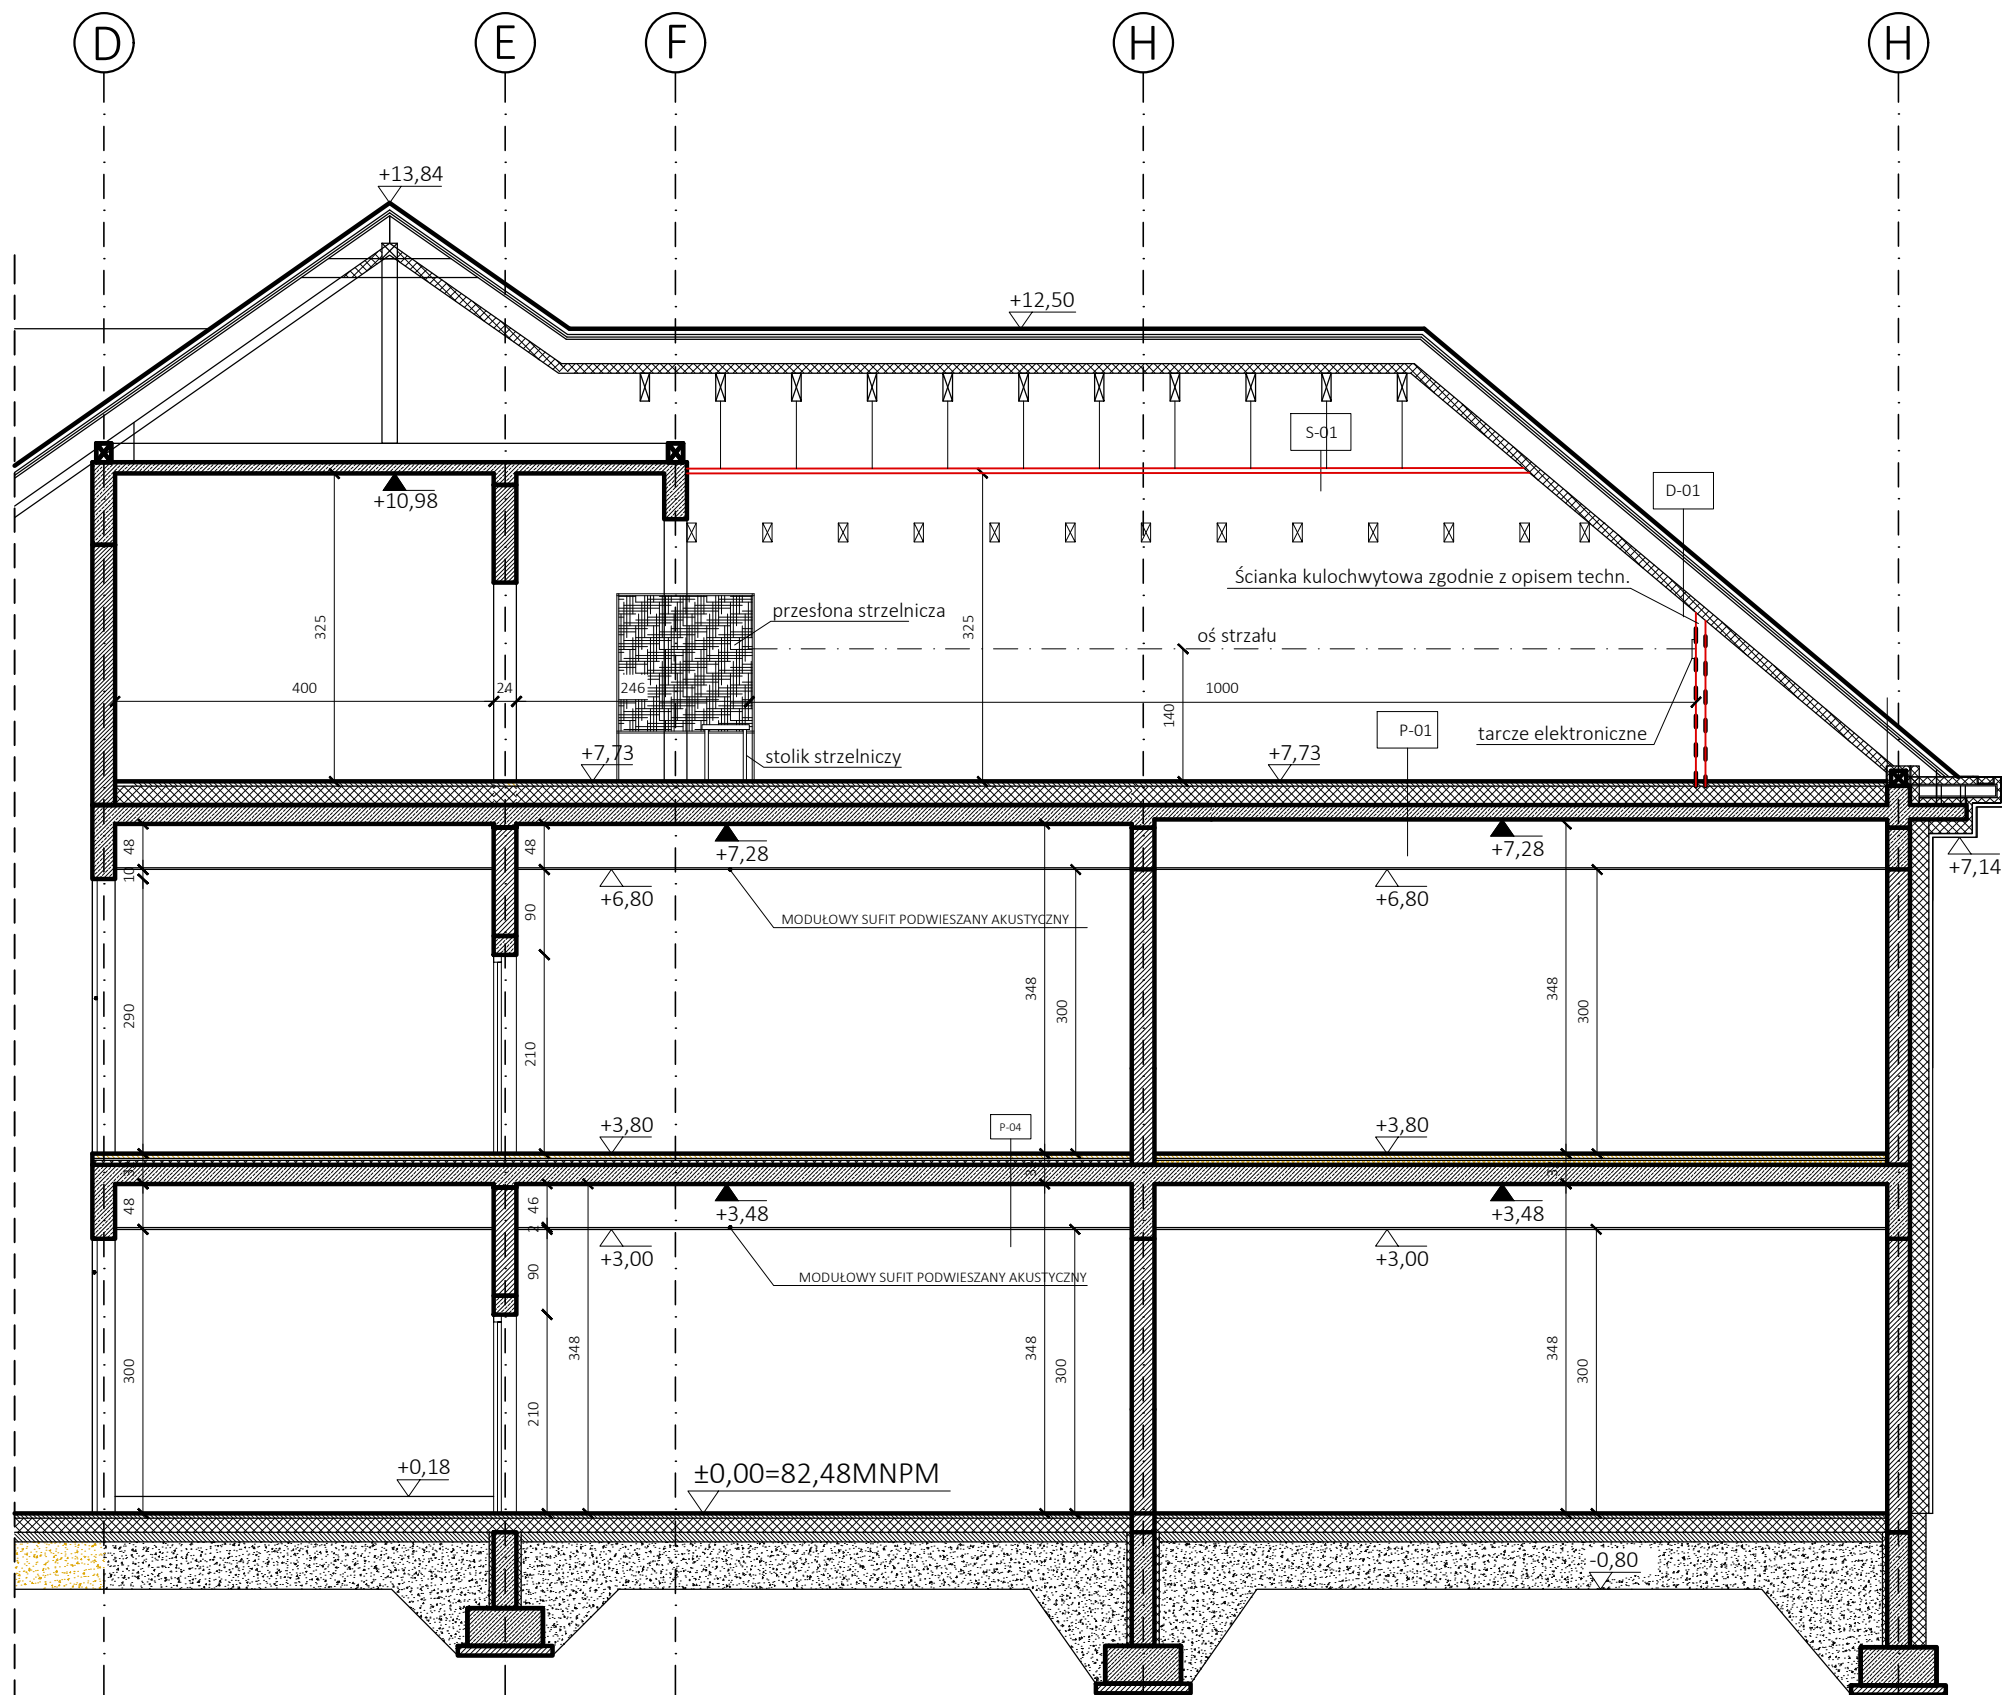 D
E
F
H
H
+13,84
+12,50
S-01
D-01
+10,98
Ścianka kulochwytowa zgodnie z opisem techn.
przesłona strzelnicza
oś strzału
325
325
400
24
246
1000
140
P-01
tarcze elektroniczne
+7,73
stolik strzelniczy
+7,73
48
48
+7,28
+7,28
+7,14
10
+6,80
+6,80
90
MODUŁOWY SUFIT PODWIESZANY AKUSTYCZNY
290
210
348
300
348
300
+3,80
P-04
+3,80
48
46
+3,48
+3,48
2
+3,00
+3,00
90
MODUŁOWY SUFIT PODWIESZANY AKUSTYCZNY
300
348
348
300
348
300
210
+0,18
±0,00=82,48MNPM
-0,80